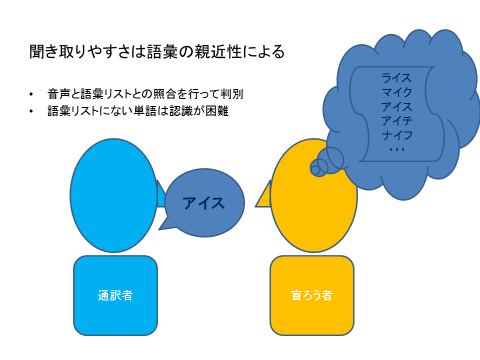 聞き取りやすさは語彙の親近性による
• 音声と語彙リストとの照合を行って判別
• 語彙リストにない単語は認識が困難
ライス
マイク
アイス
アイチ
ナイフ
・・・
アイス
通訳者
盲ろう者